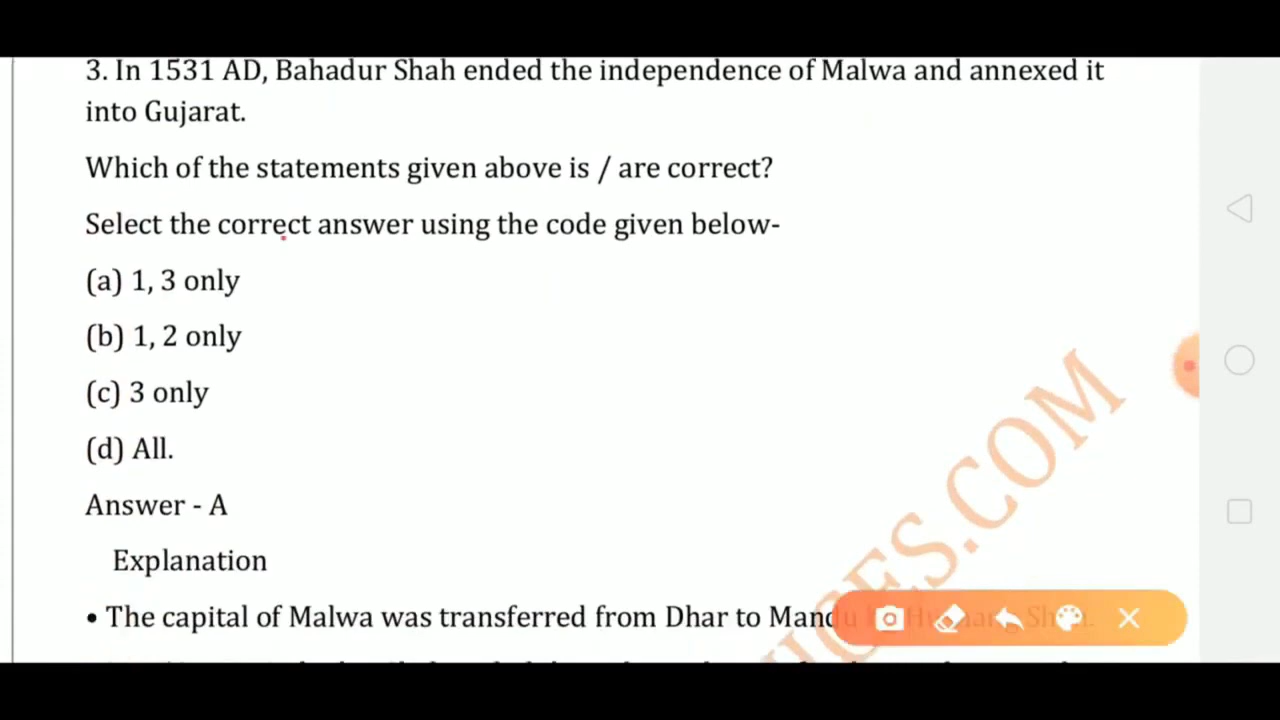 3. In 1531 AD, Bahadur Shah ended the independence of Malwa and annexed it
into Gujarat.
Which of the statements given above is / are correct?
Select the correct answer using the code given below-
(a) 1, 3 only
(b) 1, 2 only
(c) 3 only
(d) All.
Answer - A
Explanation
• The capital of Malwa was transferred from Dhar to Mandu
.COM